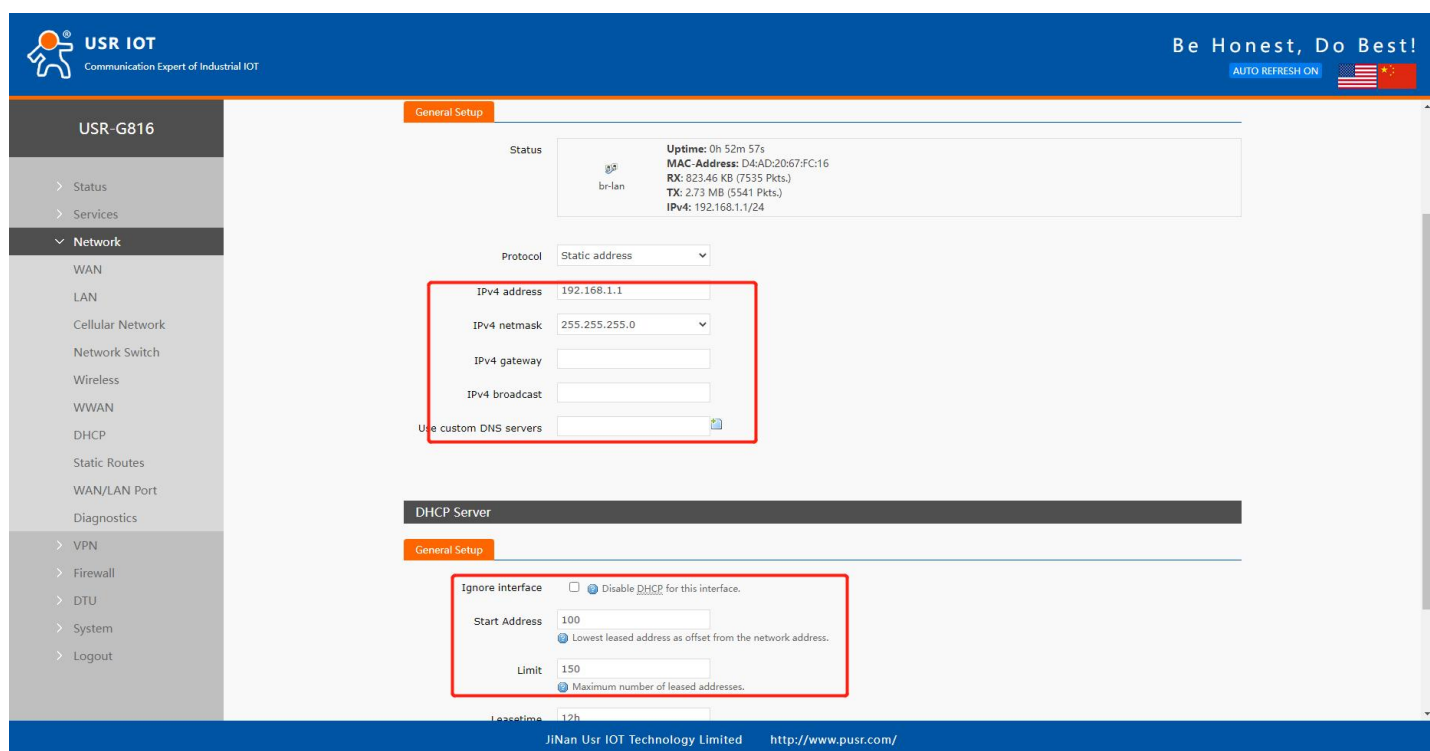 USR IOT
Communication Expert of Industrial IOT
Be Honest, Do Best!
AUTO REFRESH ON
USR-G816
Status
Services
Network
WAN
LAN
Cellular Network
Network Switch
Wireless
WWAN
DHCP
Static Routes
WAN/LAN Port
Diagnostics
VPN
Firewall
DTU
System
Logout
General Setup
Status
br-lan
Uptime: 0h 52m 57s
MAC-Address: D4:AD:20:67:FC:16
RX: 823.46 KB (7535 Pkts.)
TX: 2.73 MB (5541 Pkts.)
IPv4: 192.168.1.1/24
Protocol Static address
IPv4 address 192.168.1.1
IPv4 netmask 255.255.255.0
IPv4 gateway
IPv4 broadcast
Use custom DNS servers
DHCP Server
General Setup
Ignore interface Disable DHCP for this interface.
Start Address 100
Lowest leased address as offset from the network address.
Limit 150
Maximum number of leased addresses.
Leasetime 12h
JiNan Usr IOT Technology Limited http://www.pusr.com/